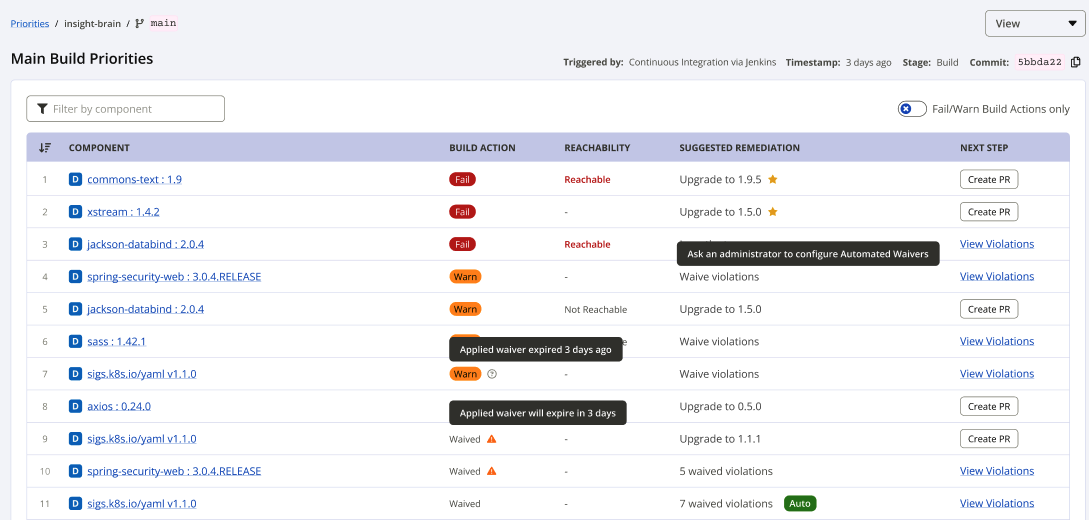 Priorities / insight-brain / main
View
Main Build Priorities
Triggered by: Continuous Integration via Jenkins Timestamp: 3 days ago Stage: Build Commit: 5bbda22
Filter by component
Fail/Warn Build Actions only
COMPONENT BUILD ACTION REACHABILITY SUGGESTED REMEDIATION NEXT STEP
1 D commons-text : 1.9 Fail Reachable Upgrade to 1.9.5 Create PR
2 D xstream : 1.4.2 Fail - Upgrade to 1.5.0 Create PR
3 D jackson-databind : 2.0.4 Fail Reachable View Violations
Ask an administrator to configure Automated Waivers
4 D spring-security-web : 3.0.4.RELEASE Warn - Waive violations View Violations
5 D jackson-databind : 2.0.4 Warn Not Reachable Upgrade to 1.5.0 Create PR
6 D sass : 1.42.1 Waive violations View Violations
Applied waiver expired 3 days ago
7 D sigs.k8s.io/yaml v1.1.0 Warn ? - Waive violations View Violations
8 D axios : 0.24.0 Upgrade to 0.5.0 Create PR
Applied waiver will expire in 3 days
9 D sigs.k8s.io/yaml v1.1.0 Waived - Upgrade to 1.1.1 Create PR
10 D spring-security-web : 3.0.4.RELEASE Waived - 5 waived violations View Violations
11 D sigs.k8s.io/yaml v1.1.0 Waived - 7 waived violations Auto View Violations